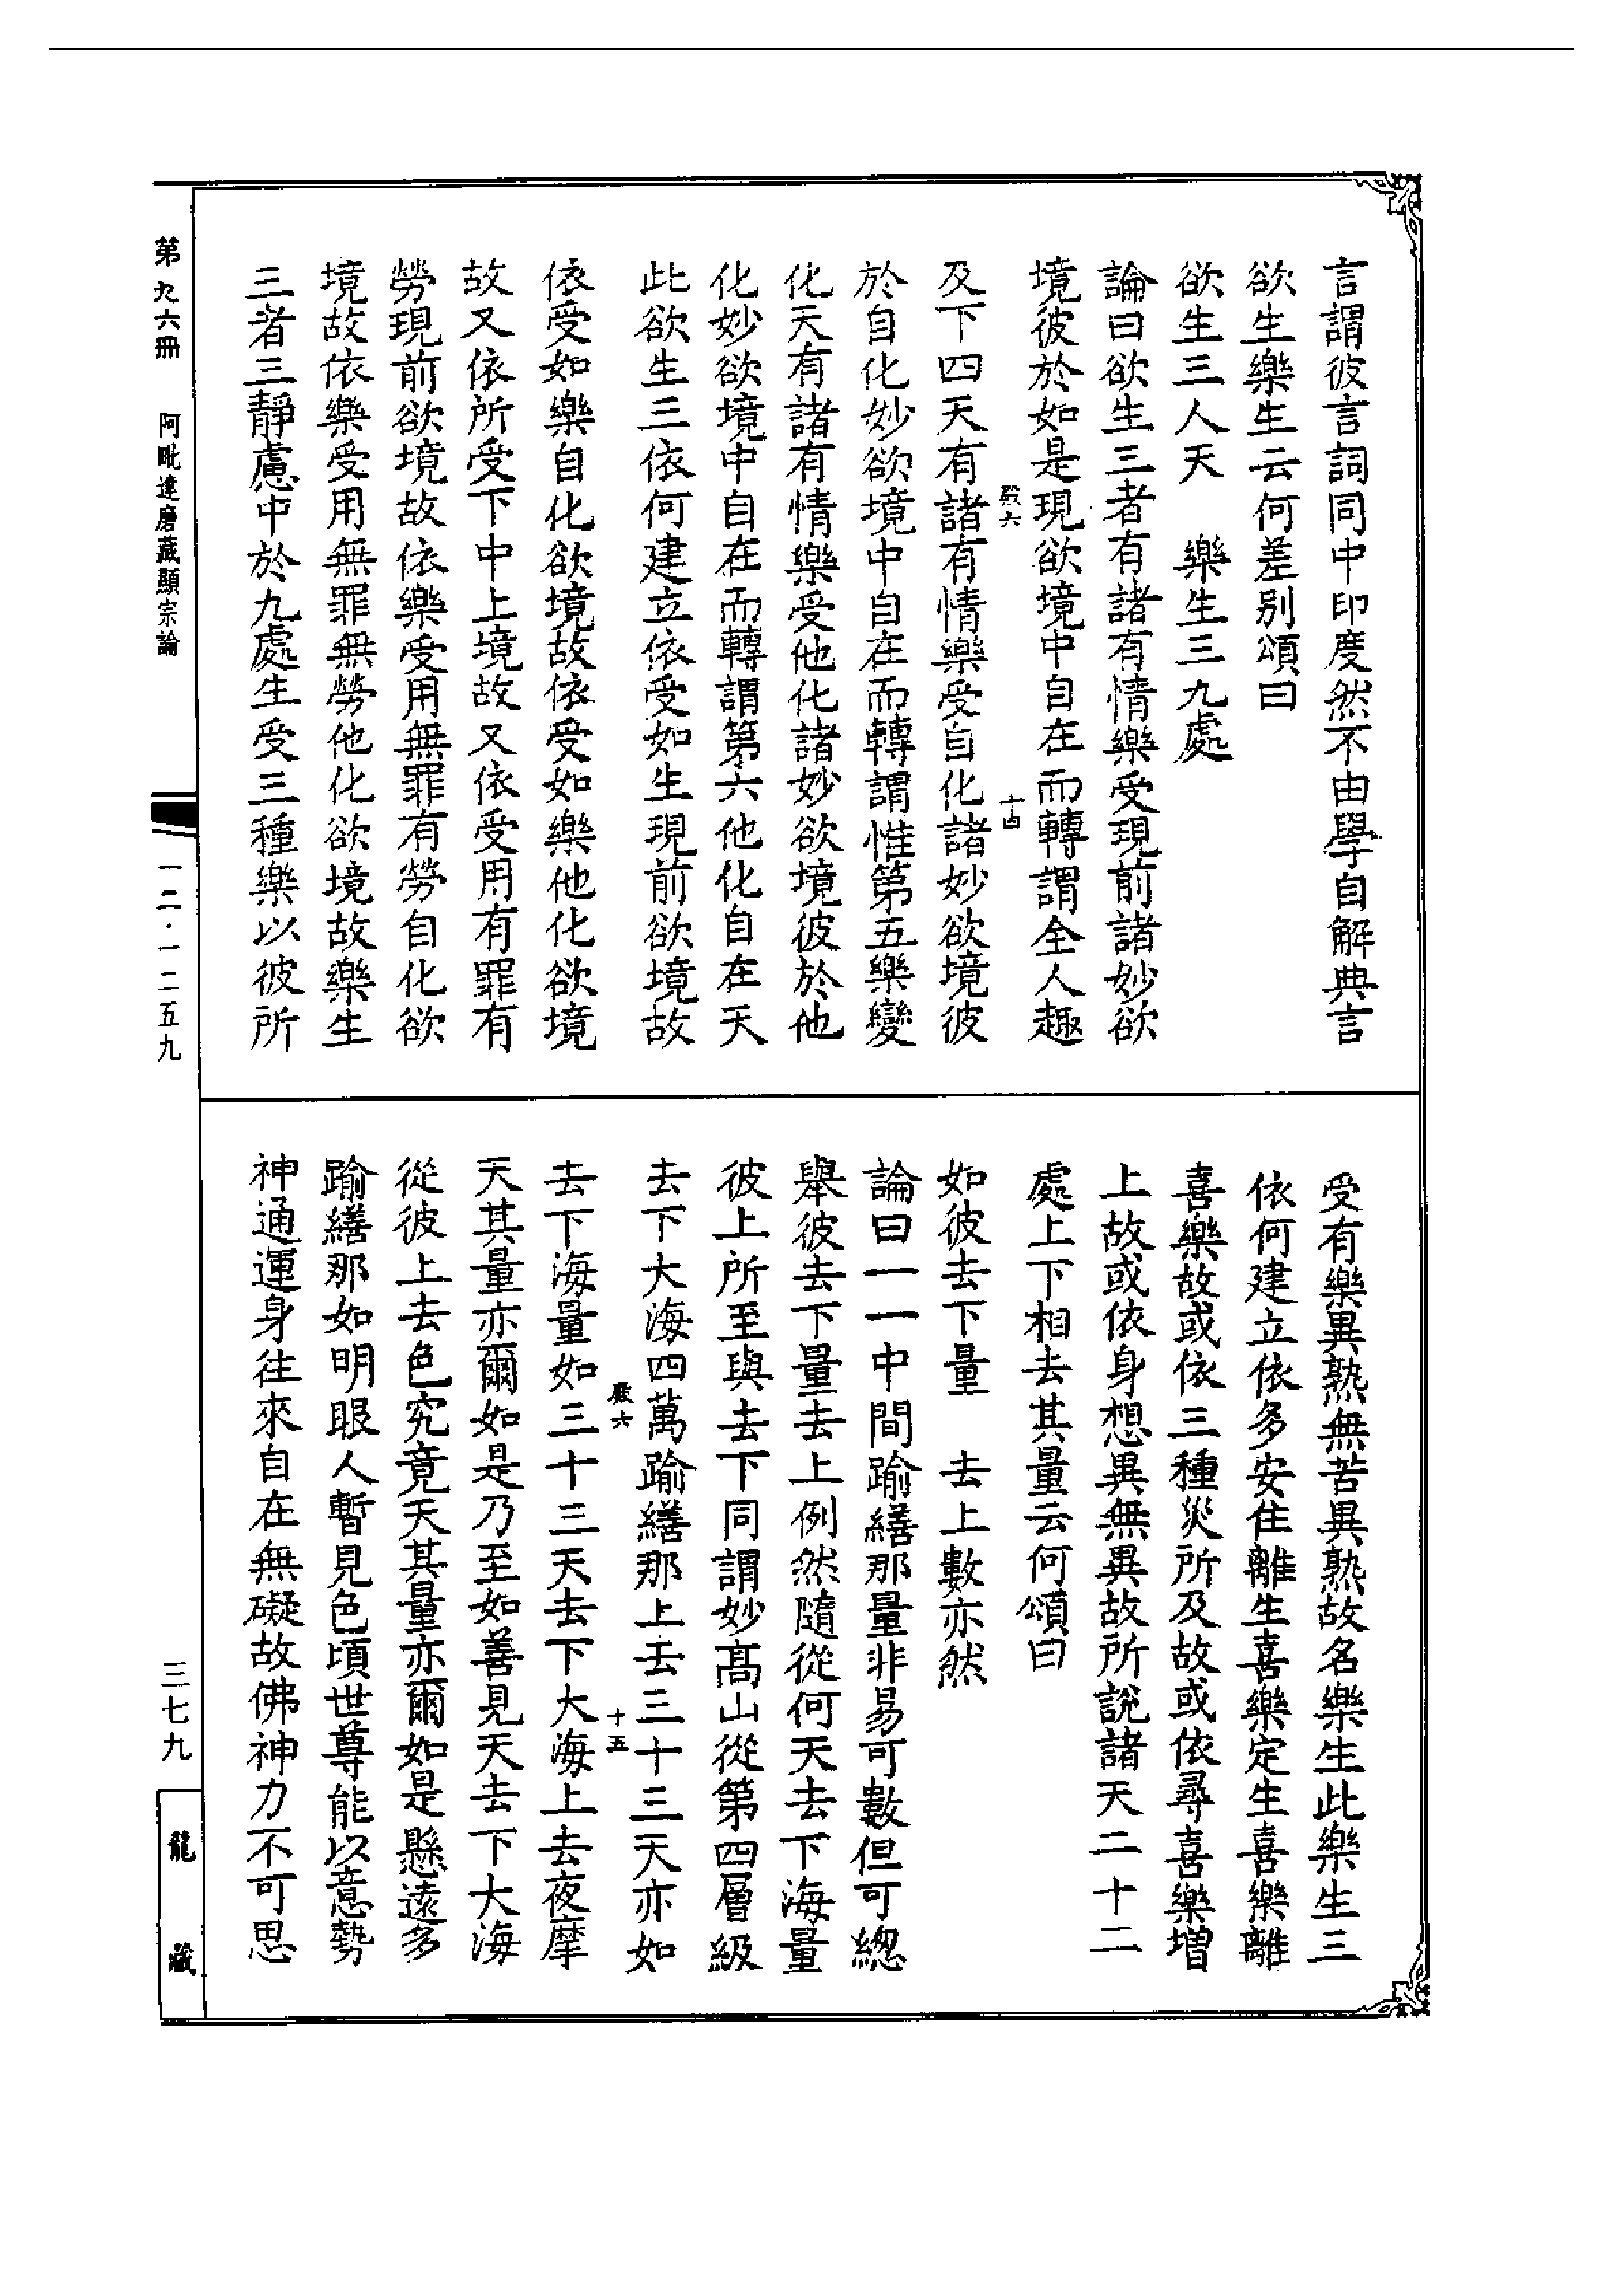 言謂彼言詞同中印度然不由學自解典言
欲生樂生云何差別頌曰
欲生三人天　樂生三九處
論曰欲生三者有諸有情樂受現前諸妙欲
境彼於如是現欲境中自在而轉謂全人趣
殿六　十四
及下四天有諸有情樂受自化諸妙欲境彼
於自化妙欲境中自在而轉謂惟第五樂變
化天有諸有情樂受他化諸妙欲境彼於他
化妙欲境中自在而轉謂第六他化自在天
此欲生三依何建立依受如生現前欲境故
依受如樂自化欲境故依受如樂他化欲境
故又依所受下中上境故又依受用有罪有
勞現前欲境故依樂受用無罪有勞自化欲
境故依樂受用無罪無勞他化欲境故樂生
三者三靜慮中於九處生受三種樂以彼所
受有樂異熟無苦異熟故名樂生此樂生三
依何建立依多安住離生喜樂定生喜樂離
喜樂故或依三種災所及故或依尋喜樂增
上故或依身想異無異故所說諸天二十二
處上下相去其量云何頌曰
如彼去下量　去上數亦然
論曰一一中間踰繕那量非易可數但可總
舉彼去下量去上例然隨從何天去下海量
彼上所至與去下同謂妙高山從第四層級
去下大海四萬踰繕那上去三十三天亦如
殿六　十五
去下海量如三十三天去下大海上去夜摩
天其量亦爾如是乃至如善見天去下大海
從彼上去色究竟天其量亦爾如是懸遠多
踰繕那如明眼人暫見色頃世尊能以意勢
神通運身往來自在無礙故佛神力不可思
第九六冊　阿毗達磨藏顯宗論　一二·一二五九　三七九　龍藏